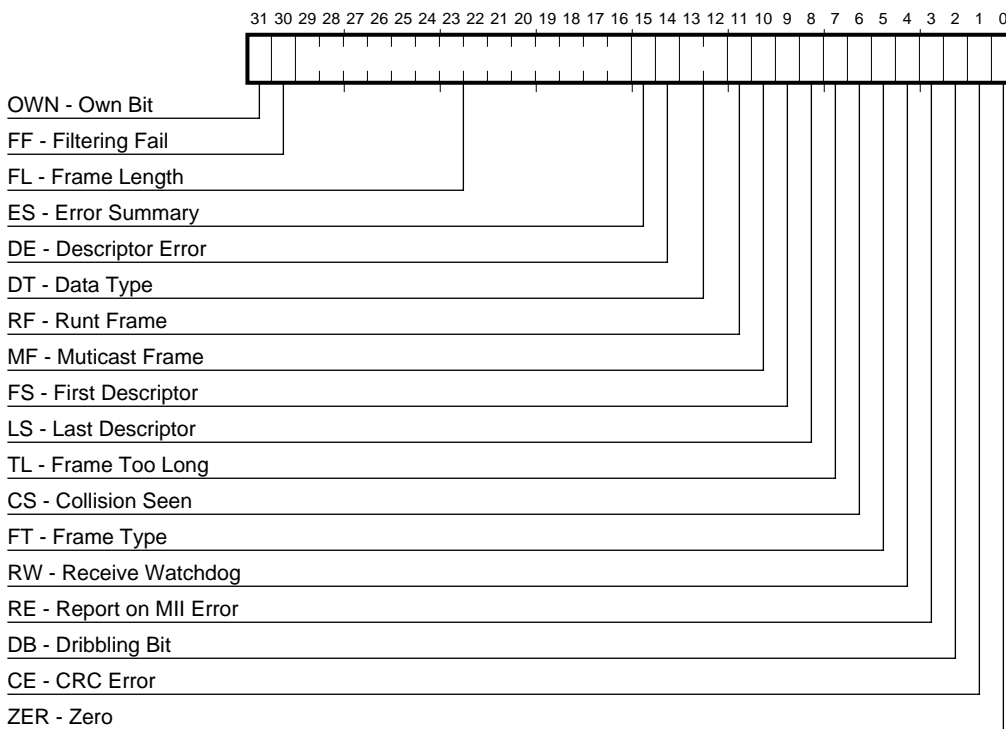 31 30 29 28 27 26 25 24 23 22 21 20 19 18 17 16 15 14 13 12 11 10 9 8 7 6 5 4 3 2 1 0
OWN - Own Bit
FF - Filtering Fail
FL - Frame Length
ES - Error Summary
DE - Descriptor Error
DT - Data Type
RF - Runt Frame
MF - Muticast Frame
FS - First Descriptor
LS - Last Descriptor
TL - Frame Too Long
CS - Collision Seen
FT - Frame Type
RW - Receive Watchdog
RE - Report on MII Error
DB - Dribbling Bit
CE - CRC Error
ZER - Zero